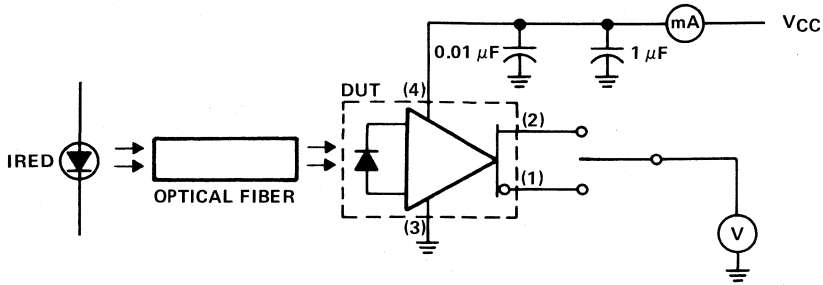 mA
VCC
0.01 μF
1 μF
DUT
(4)
(2)
IRED
OPTICAL FIBER
(1)
(3)
V